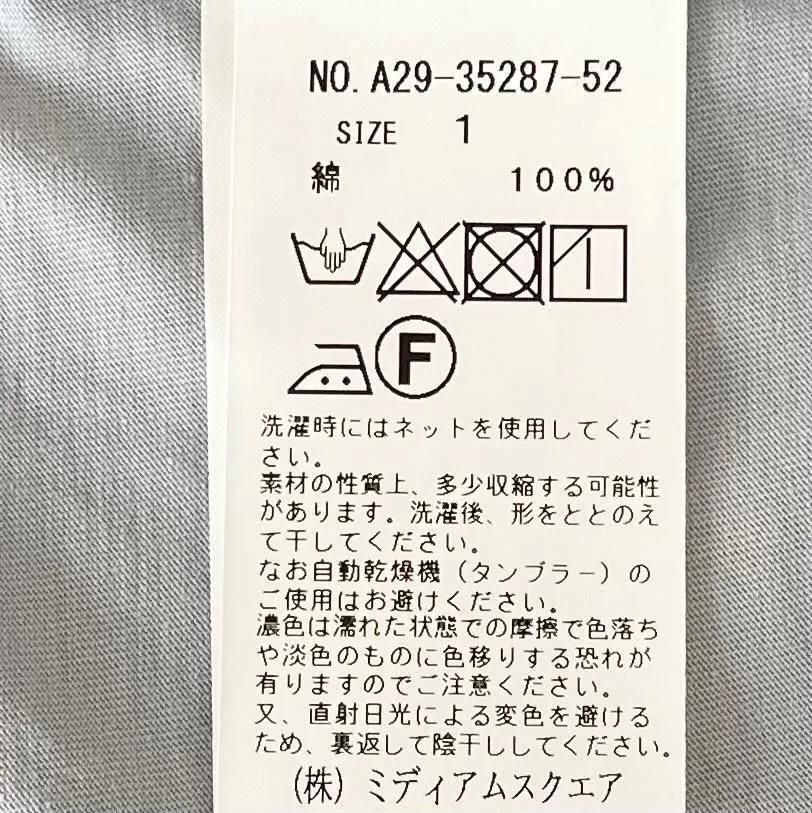 NO. A29-35287-52
SIZE 1
綿 100%
F
洗濯時にはネットを使用してくだ
さい。
素材の性質上、多少収縮する可能性
があります。洗濯後、形をととのえ
て干してください。
なお自動乾燥機（タンブラー）の
ご使用はお避けください。
濃色は濡れた状態での摩擦で色落ち
や淡色のものに色移りする恐れが
有りますのでご注意ください。
又、直射日光による変色を避ける
ため、裏返して陰干ししてください。
(株) ミディアムスクエア